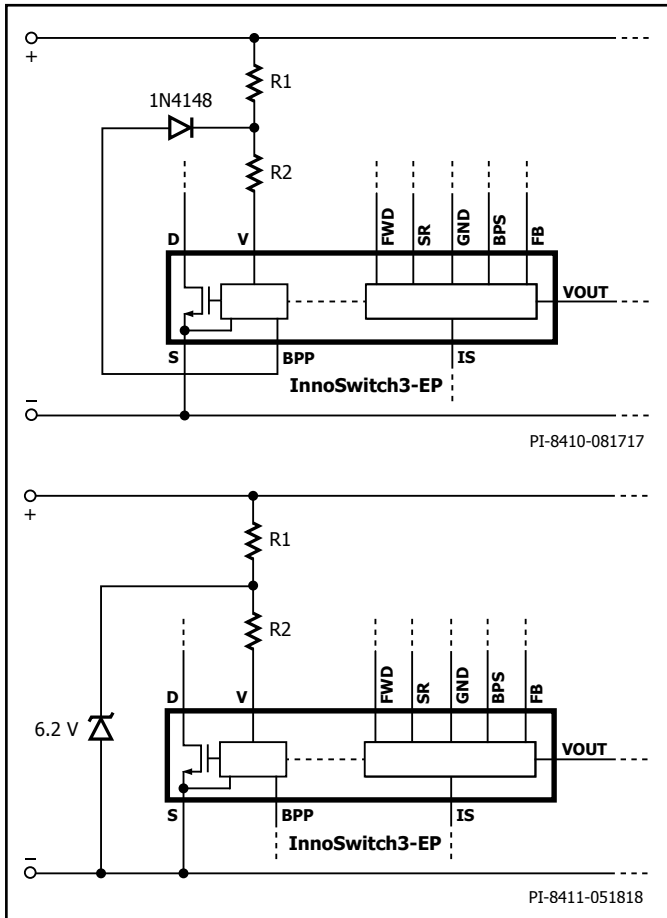 +
R1
1N4148
R2
D
V
FWD
SR
GND
BPS
FB
VOUT
S
BPP
IS
InnoSwitch3-EP
–
PI-8410-081717
+
R1
R2
D
V
FWD
SR
GND
BPS
FB
6.2 V
VOUT
S
BPP
IS
InnoSwitch3-EP
–
PI-8411-051818